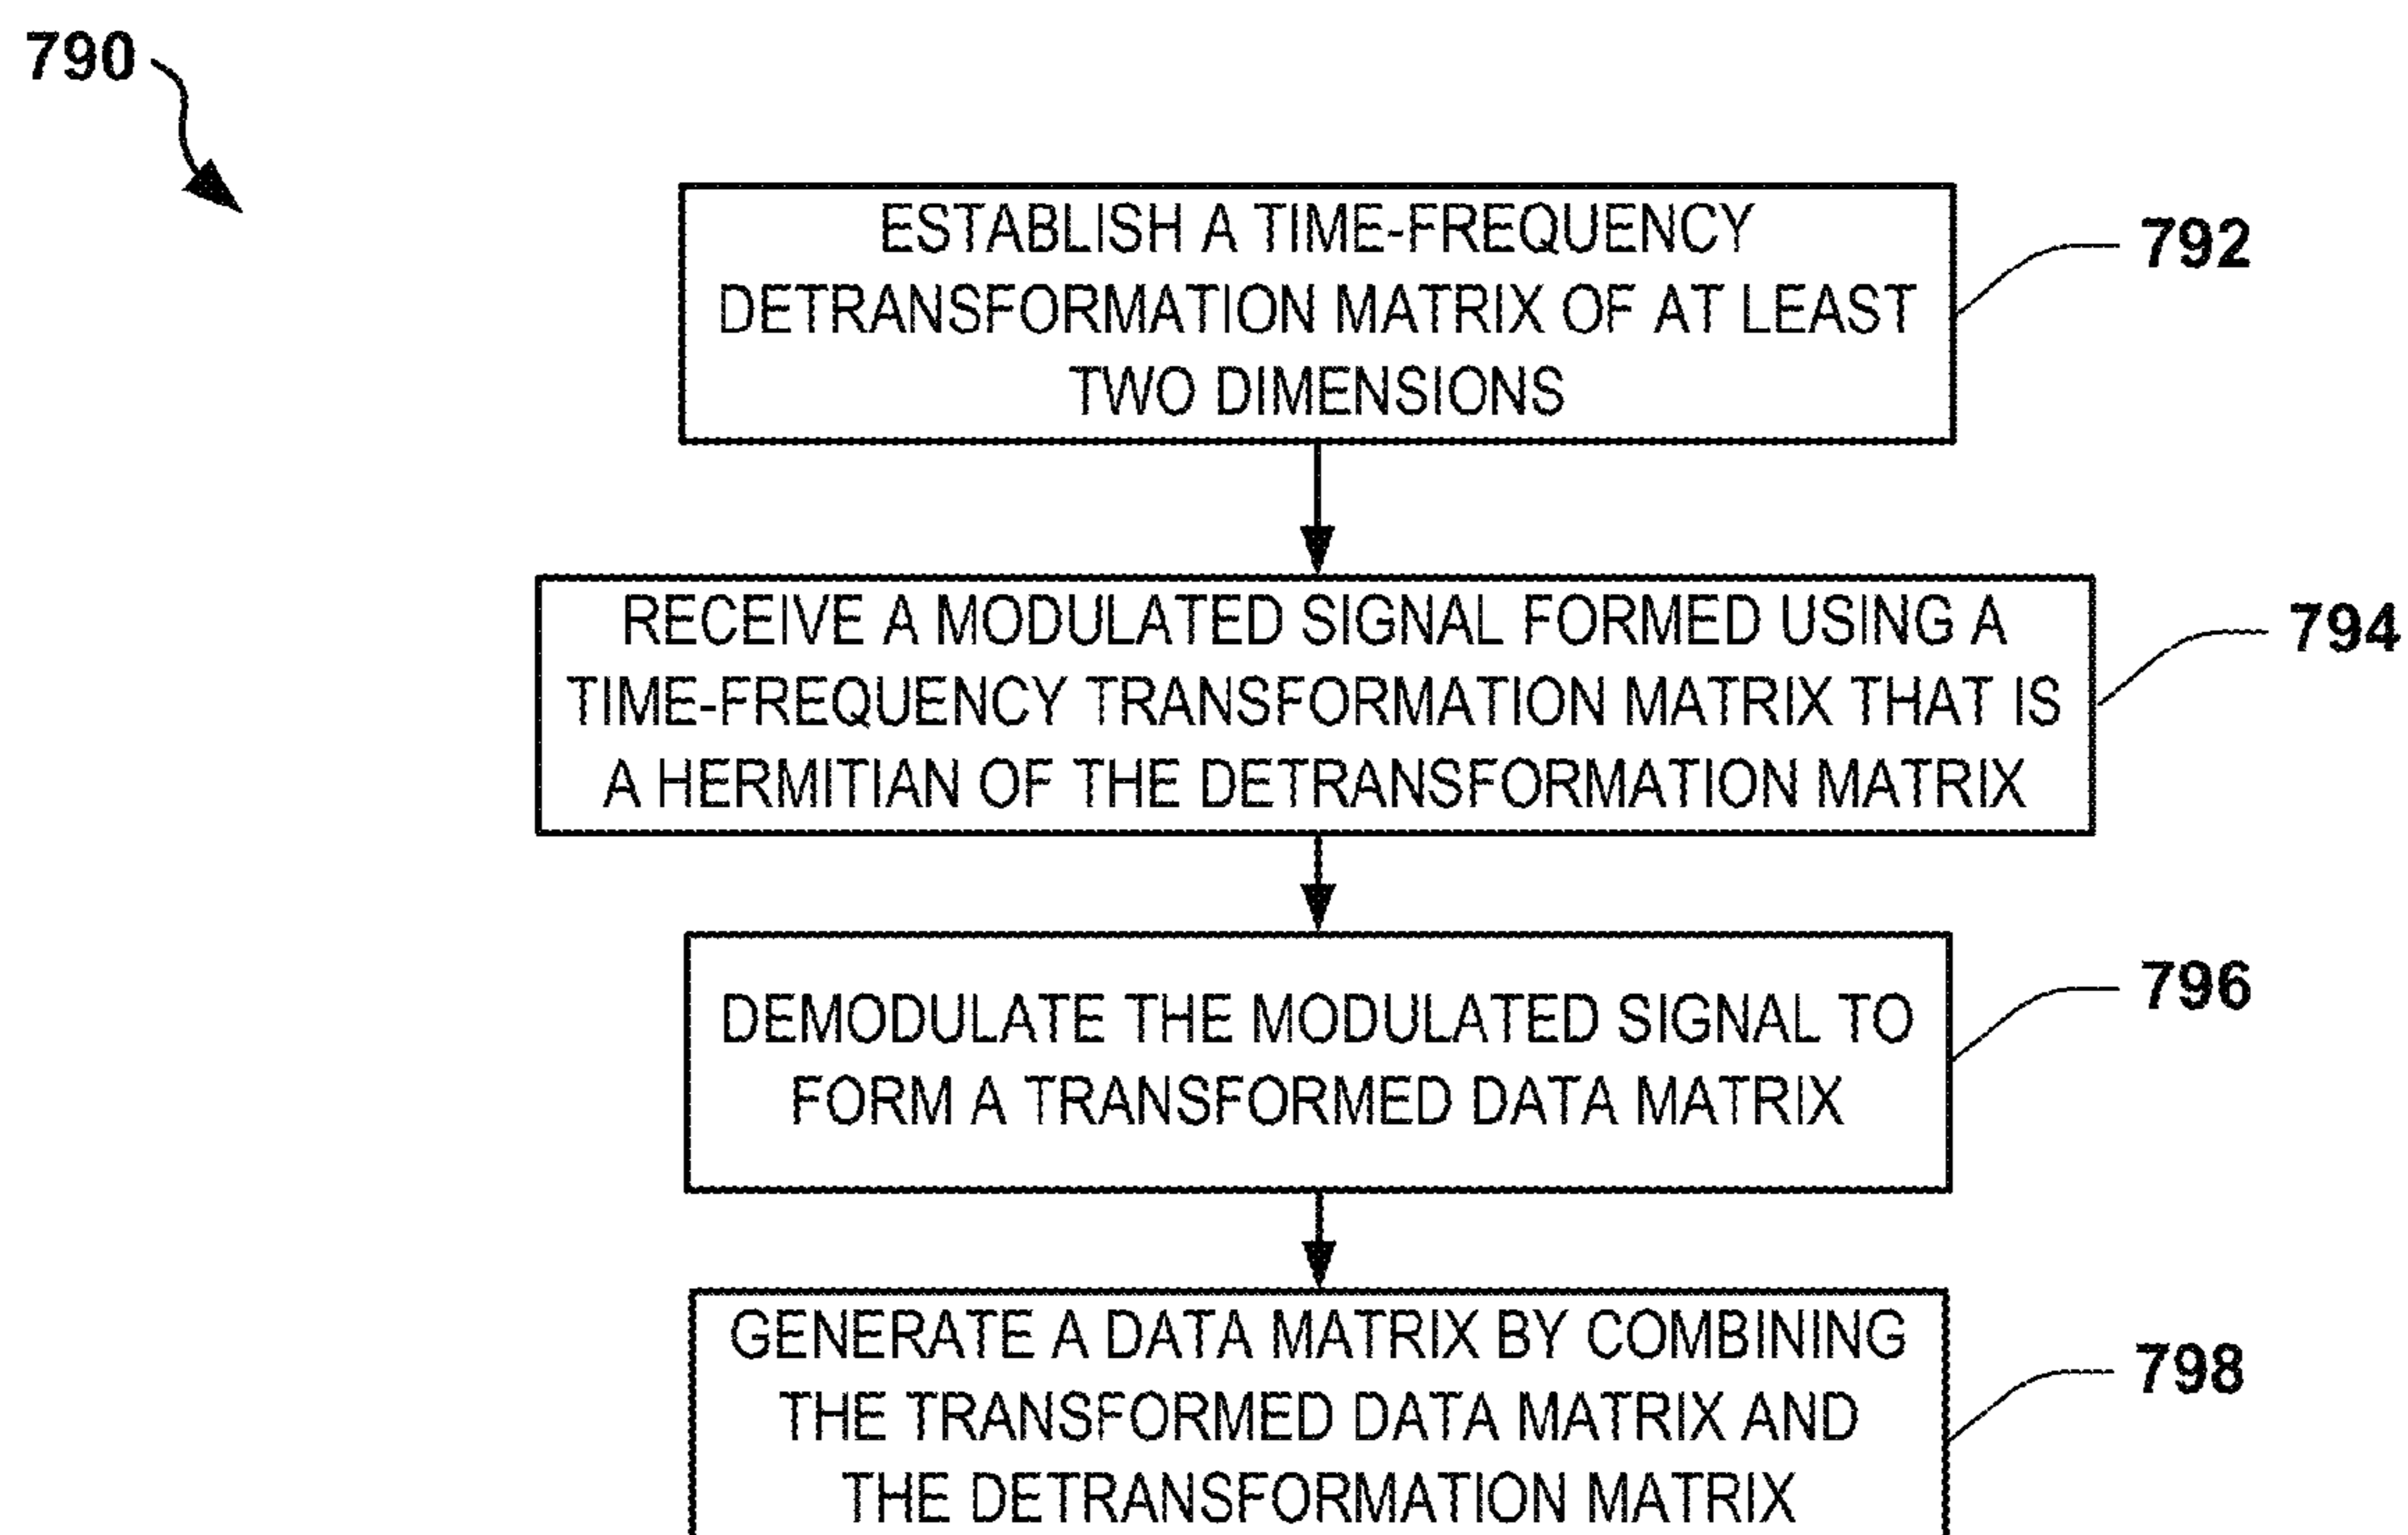 790
ESTABLISH A TIME-FREQUENCY
DETRANSFORMATION MATRIX OF AT LEAST
TWO DIMENSIONS
792
RECEIVE A MODULATED SIGNAL FORMED USING A
TIME-FREQUENCY TRANSFORMATION MATRIX THAT IS
A HERMITIAN OF THE DETRANSFORMATION MATRIX
794
DEMODULATE THE MODULATED SIGNAL TO
FORM A TRANSFORMED DATA MATRIX
796
GENERATE A DATA MATRIX BY COMBINING
THE TRANSFORMED DATA MATRIX AND
THE DETRANSFORMATION MATRIX
798